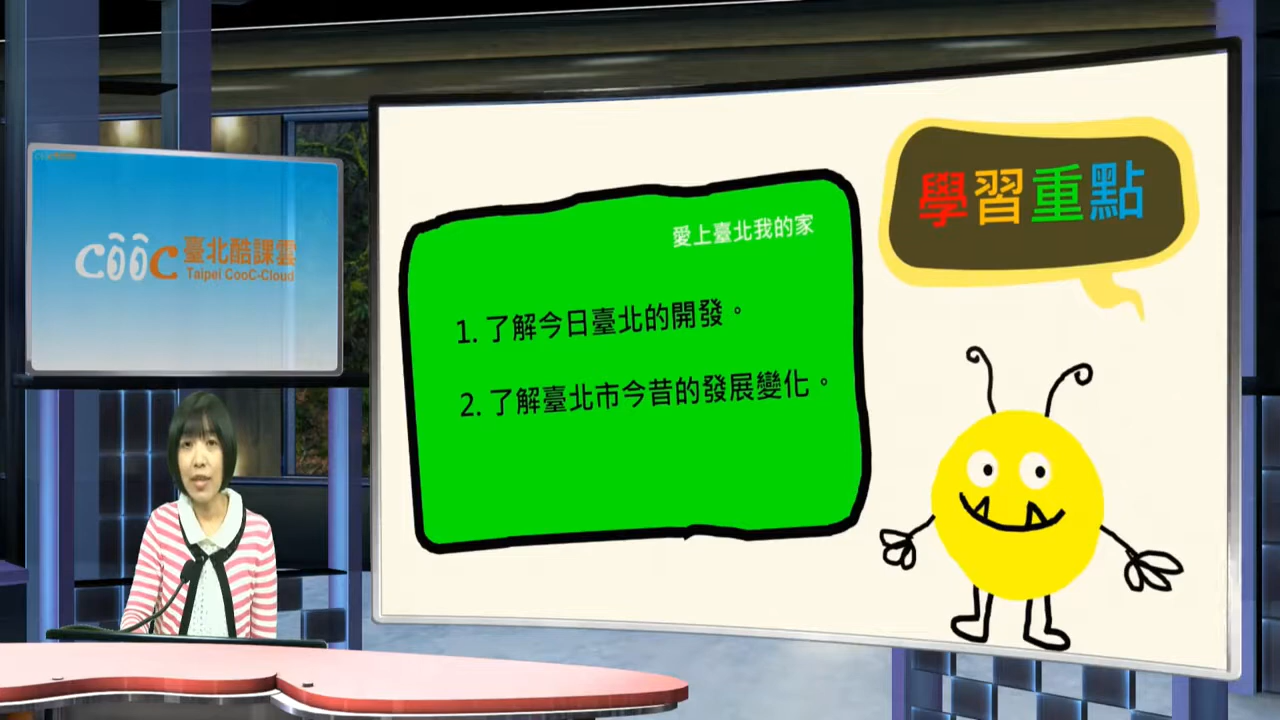 cooc 臺北酷課雲
Taipei CooC-Cloud
學習重點
愛上臺北我的家
1. 了解今日臺北的開發。
2. 了解臺北市今昔的發展變化。